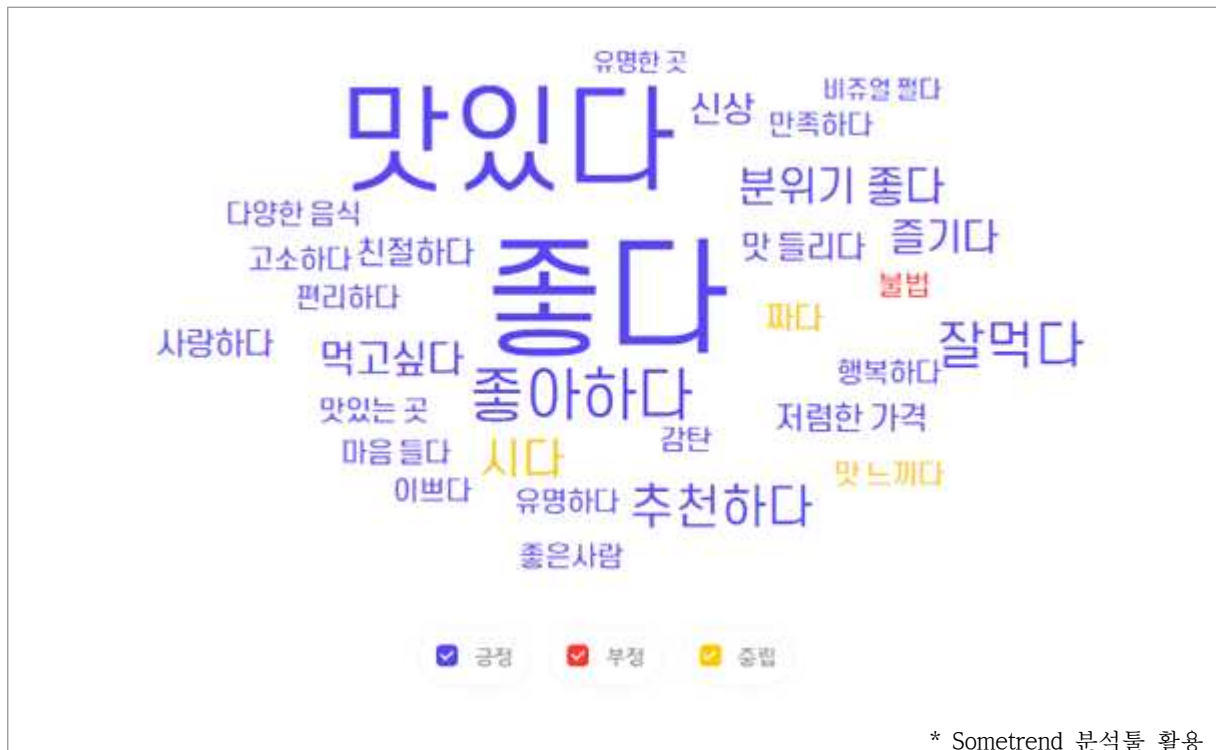 유명한 곳
비쥬얼 쩔다
맛있다
신상
만족하다
분위기 좋다
다양한 음식
즐기다
맛 들리다
고소하다
친절하다
좋다
불법
편리하다
짜다
사랑하다
먹고싶다
잘먹다
행복하다
좋아하다
맛있는 곳
저렴한 가격
감탄
마음 들다
시다
맛 느끼다
이쁘다
유명하다
추천하다
좋은사람
긍정
부정
중립
* Sometrend 분석툴 활용